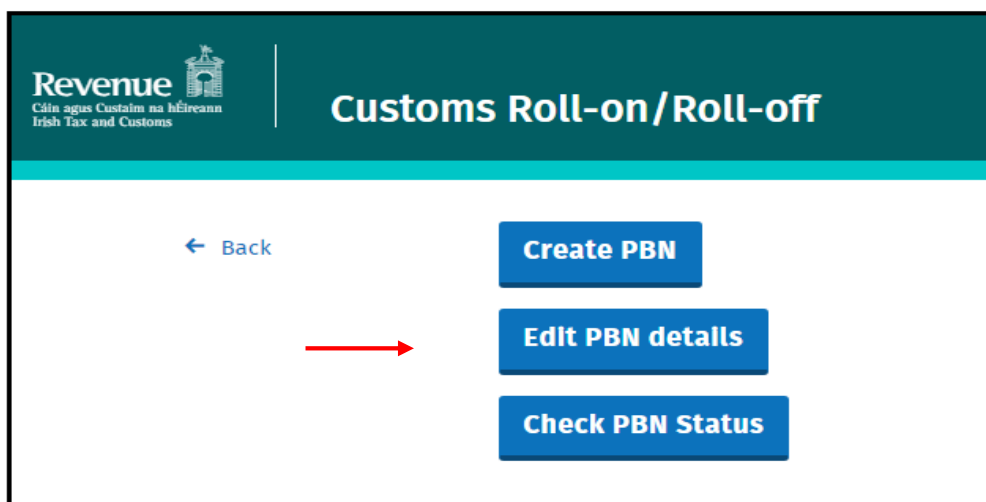 Revenue
Cáin agus Custaim na hÉireann
Irish Tax and Customs
Customs Roll-on/Roll-off
← Back
Create PBN
Edit PBN details
Check PBN Status